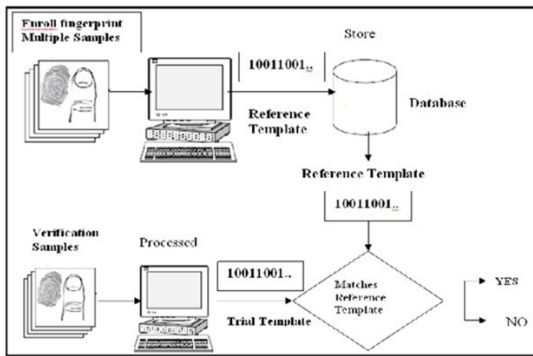 Enroll fingerprint
Multiple Samples
Store
10011001..
Reference
Template
Database
Reference Template
10011001..
Verification
Samples
Processed
10011001..
Trial Template
Matches
Reference
Template
YES
NO